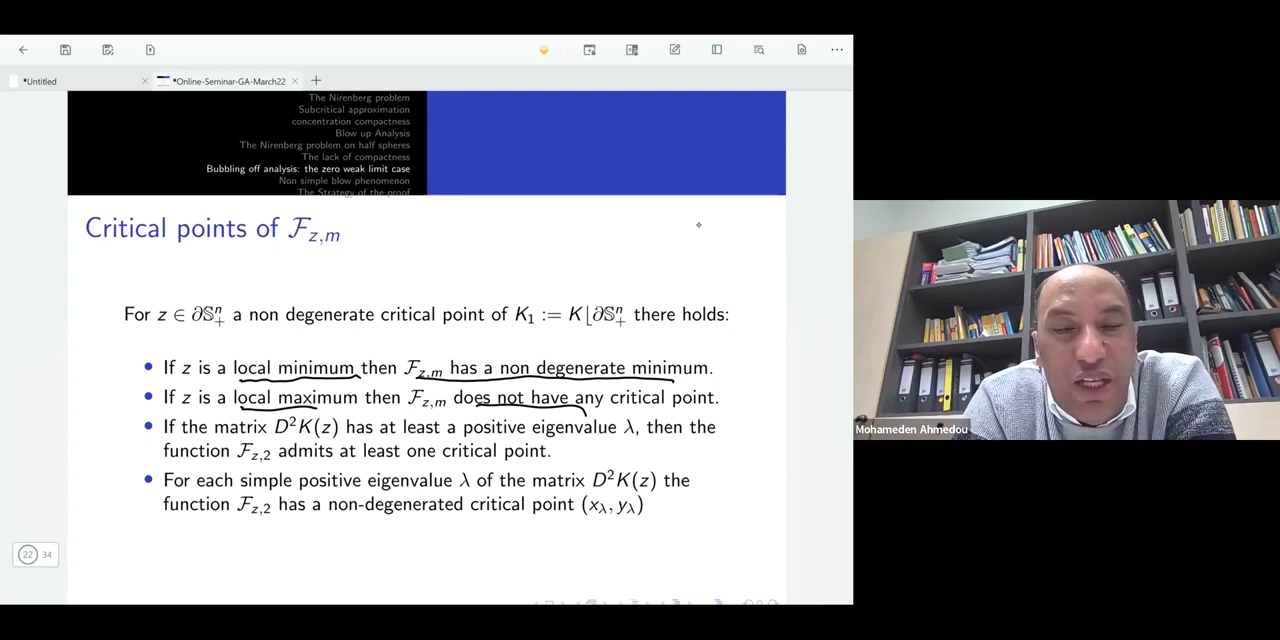 *Untitled
*Online-Seminar-GA-March22
The Nirenberg problem
Subcritical approximation
concentration compactness
Blow up Analysis
The Nirenberg problem on half spheres
The lack of compactness
Bubbling off analysis: the zero weak limit case
Non simple blow phenomenon
The Strategy of the proof
Critical points of ℱ_{z,m}
For z ∈ ∂𝕊ⁿ₊ a non degenerate critical point of K₁ := K⌊∂𝕊ⁿ₊ there holds:
• If z is a local minimum then ℱ_{z,m} has a non degenerate minimum.
• If z is a local maximum then ℱ_{z,m} does not have any critical point.
• If the matrix D²K(z) has at least a positive eigenvalue λ, then the
function ℱ_{z,2} admits at least one critical point.
• For each simple positive eigenvalue λ of the matrix D²K(z) the
function ℱ_{z,2} has a non-degenerated critical point (x_λ, y_λ)
22 34
Mohameden Ahmedou